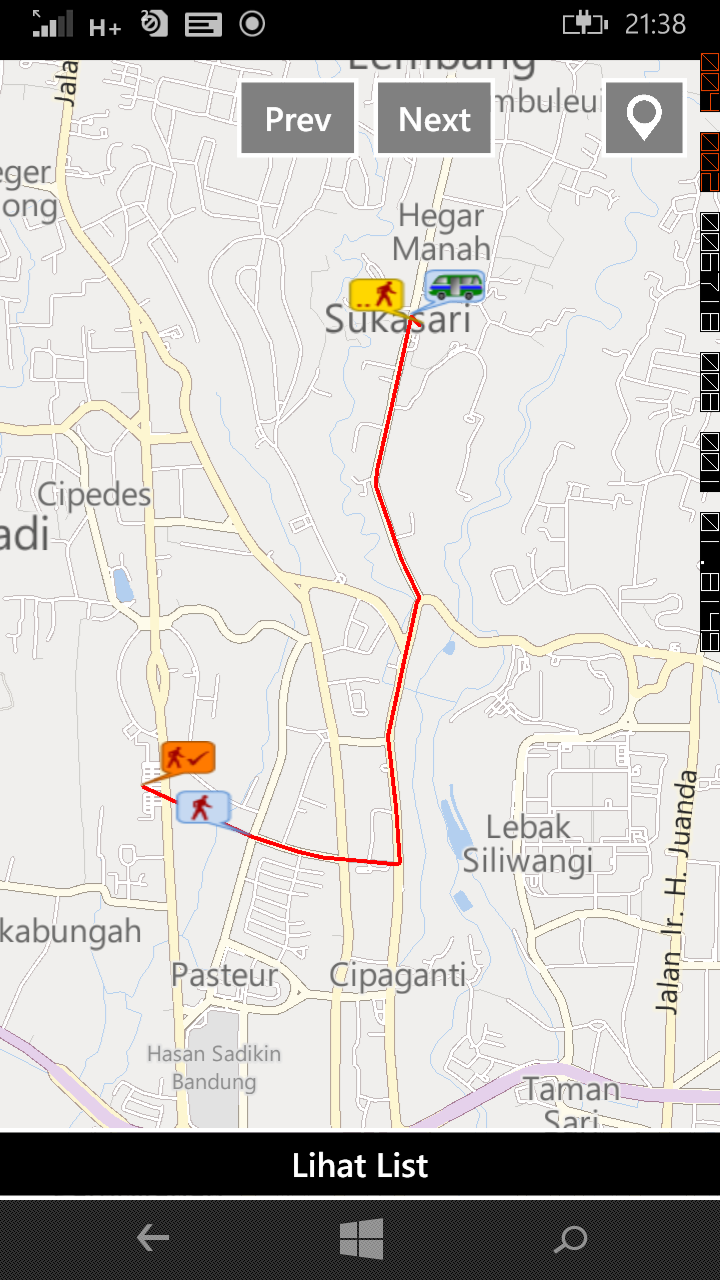 H+
21:38
Lembang
Jala
Prev
Next
mbuleui
eger
ong
Hegar
Manah
Sukasari
Cipedes
adi
Lebak
Siliwangi
Jalan Ir. H. Juanda
kabungah
Pasteur
Cipaganti
Hasan Sadikin
Bandung
Taman
Sari
Lihat List